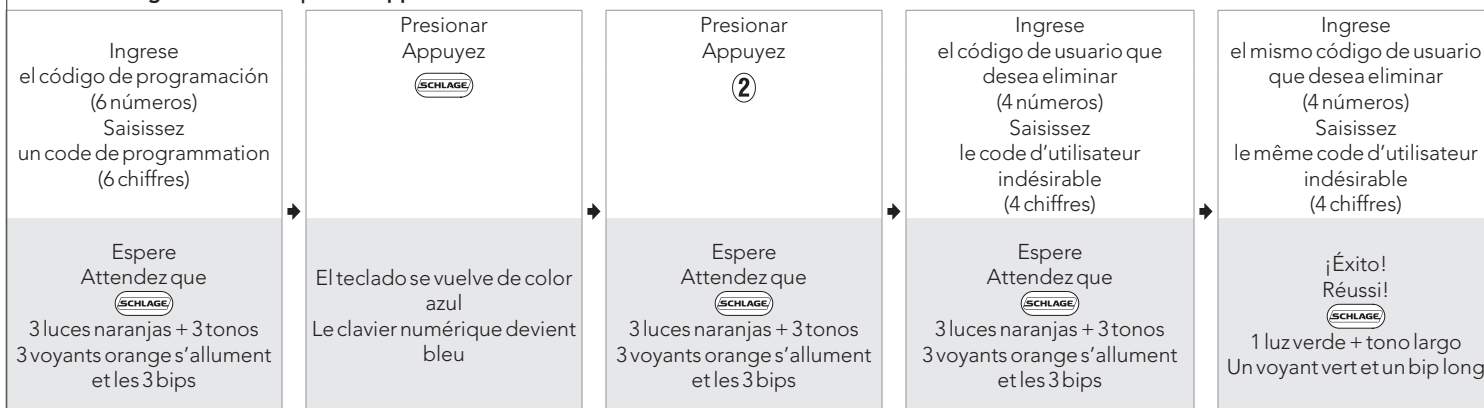 Ingrese
el código de programación
(6 números)
Saisissez
un code de programmation
(6 chiffres)
Espere
Attendez que
SCHLAGE
3 luces naranjas + 3 tonos
3 voyants orange s’allument
et les 3 bips
Presionar
Appuyez
SCHLAGE
El teclado se vuelve de color
azul
Le clavier numérique devient
bleu
Presionar
Appuyez
2
Espere
Attendez que
SCHLAGE
3 luces naranjas + 3 tonos
3 voyants orange s’allument
et les 3 bips
Ingrese
el código de usuario que
desea eliminar
(4 números)
Saisissez
le code d’utilisateur
indésirable
(4 chiffres)
Espere
Attendez que
SCHLAGE
3 luces naranjas + 3 tonos
3 voyants orange s’allument
et les 3 bips
Ingrese
el mismo código de usuario
que desea eliminar
(4 números)
Saisissez
le même code d’utilisateur
indésirable
(4 chiffres)
¡Éxito!
Réussi!
SCHLAGE
1 luz verde + tono largo
Un voyant vert et un bip long